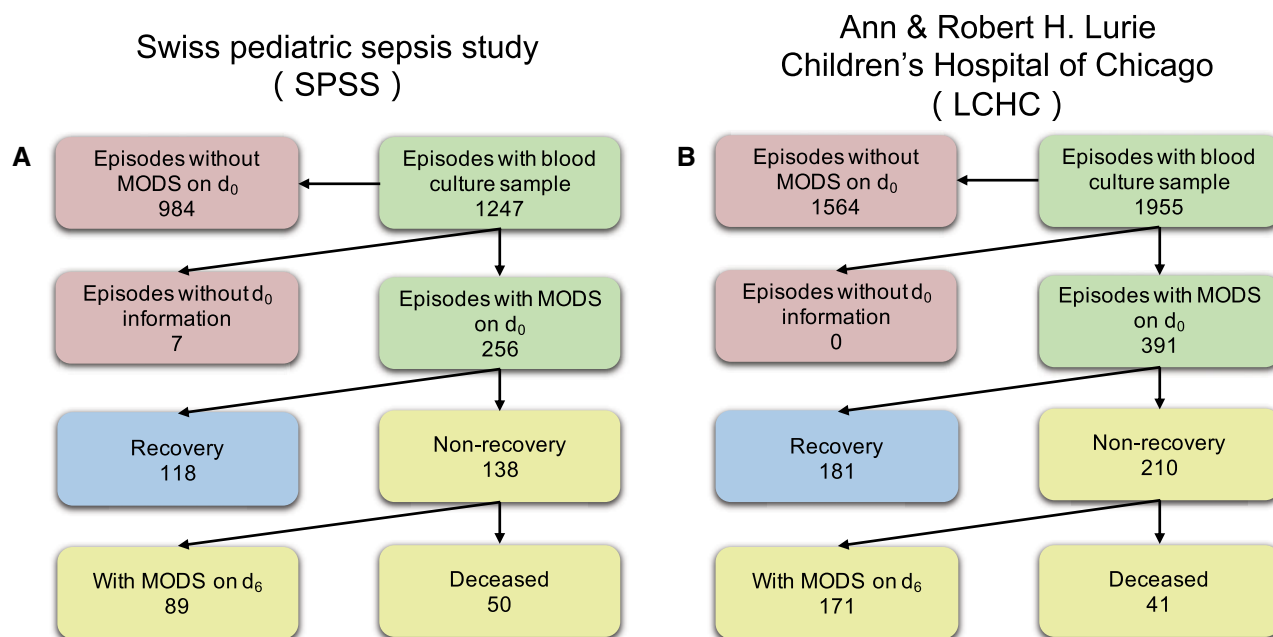 Swiss pediatric sepsis study
( SPSS )
A
Episodes without
MODS on d₀
984
Episodes with blood
culture sample
1247
Episodes without d₀
information
7
Episodes with MODS
on d₀
256
Recovery
118
Non-recovery
138
With MODS on d₆
89
Deceased
50
Ann & Robert H. Lurie
Children's Hospital of Chicago
( LCHC )
B
Episodes without
MODS on d₀
1564
Episodes with blood
culture sample
1955
Episodes without d₀
information
0
Episodes with MODS
on d₀
391
Recovery
181
Non-recovery
210
With MODS on d₆
171
Deceased
41